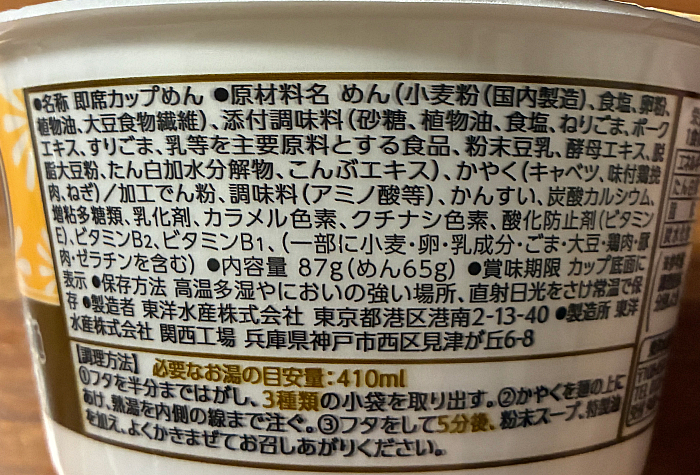 ●名称 即席カップめん ●原材料名 めん(小麦粉(国内製造)、食塩、卵粉、
植物油、大豆食物繊維)、添付調味料(砂糖、植物油、食塩、ねりごま、ポーク
エキス、すりごま、乳等を主要原料とする食品、粉末豆乳、酵母エキス、脱
脂大豆粉、たん白加水分解物、こんぶエキス)、かやく(キャベツ、味付鶏挽
肉、ねぎ)/加工でん粉、調味料(アミノ酸等)、かんすい、炭酸カルシウム、
増粘多糖類、乳化剤、カラメル色素、クチナシ色素、酸化防止剤(ビタミン
E)、ビタミンB2、ビタミンB1、(一部に小麦・卵・乳成分・ごま・大豆・鶏肉・豚
肉・ゼラチンを含む) ●内容量 87g(めん65g) ●賞味期限 カップ底面に
表示 ●保存方法 高温多湿やにおいの強い場所、直射日光をさけ常温で保
存 ●製造者 東洋水産株式会社 東京都港区港南2-13-40 ●製造所 東洋
水産株式会社 関西工場 兵庫県神戸市西区見津が丘6-8
【調理方法】 必要なお湯の目安量:410ml
①フタを半分まではがし、3種類の小袋を取り出す。②かやくを麺の上に
あけ、熱湯を内側の線まで注ぐ。③フタをして5分後、粉末スープ、特製油
を加え、よくかきまぜてお召しあがりください。